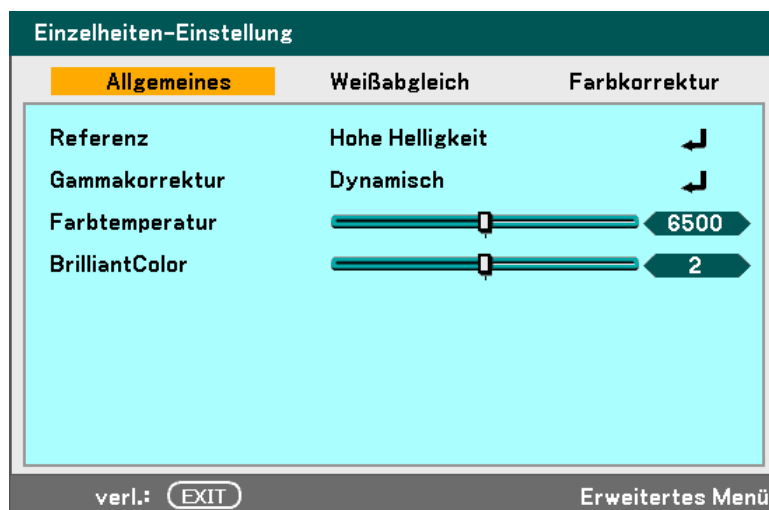 Einzelheiten-Einstellung
Allgemeines Weißabgleich Farbkorrektur
Referenz Hohe Helligkeit
Gammakorrektur Dynamisch
Farbtemperatur 6500
BrilliantColor 2
verl.: EXIT Erweitertes Menü